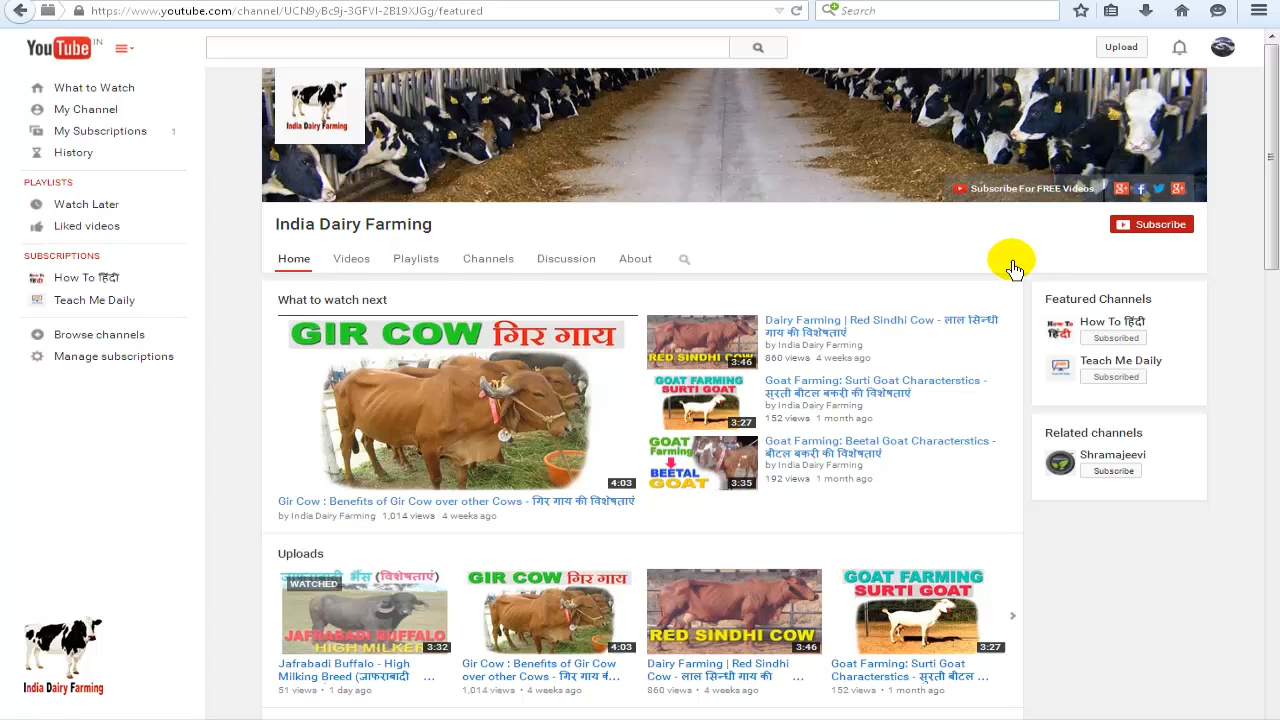 https://www.youtube.com/channel/UCN9yBc9j-3GFVI-2B19XJGg/featured
Search
YouTube IN
Upload
What to Watch
My Channel
My Subscriptions 1
History
PLAYLISTS
Watch Later
Liked videos
SUBSCRIPTIONS
How To हिंदी
Teach Me Daily
Browse channels
Manage subscriptions
India Dairy Farming
Subscribe For FREE Videos
India Dairy Farming
Subscribe
Home Videos Playlists Channels Discussion About
What to watch next
GIR COW गिर गाय
4:03
Gir Cow : Benefits of Gir Cow over other Cows - गिर गाय की विशेषताएं
by India Dairy Farming 1,014 views 4 weeks ago
RED SINDHI COW
3:46
Dairy Farming | Red Sindhi Cow - लाल सिन्धी
गाय की विशेषताएं
by India Dairy Farming
860 views 4 weeks ago
GOAT FARMING
SURTI GOAT
3:27
Goat Farming: Surti Goat Characterstics -
सुरती बीटल बकरी की विशेषताएं
by India Dairy Farming
152 views 1 month ago
GOAT
Farming
BEETAL
GOAT
3:35
Goat Farming: Beetal Goat Characterstics -
बीटल बकरी की विशेषताएं
by India Dairy Farming
192 views 1 month ago
Featured Channels
How To
हिंदी
How To हिंदी
Subscribed
Teach Me Daily
Subscribed
Related channels
Shramajeevi
Subscribe
Uploads
WATCHED
जाफराबादी भैंस (विशेषताएं)
JAFRABADI BUFFALO
HIGH MILKER
3:32
Jafrabadi Buffalo - High
Milking Breed (जाफराबादी ...
51 views • 1 day ago
GIR COW गिर गाय
4:03
Gir Cow : Benefits of Gir Cow
over other Cows - गिर गाय क...
1,014 views • 4 weeks ago
RED SINDHI COW
3:46
Dairy Farming | Red Sindhi
Cow - लाल सिन्धी गाय की ...
860 views • 4 weeks ago
GOAT FARMING
SURTI GOAT
3:27
Goat Farming: Surti Goat
Characterstics - सुरती बीटल ...
152 views • 1 month ago
India Dairy Farming